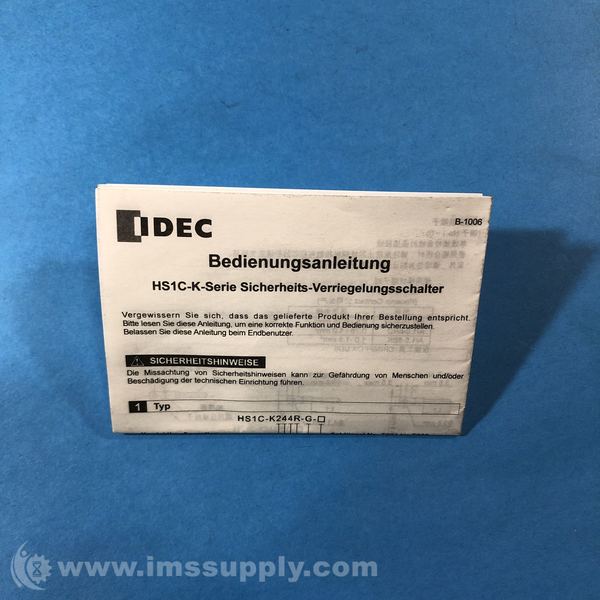 IDEC
B-1006
Bedienungsanleitung
HS1C-K-Serie Sicherheits-Verriegelungsschalter
Vergewissern Sie sich, dass das gelieferte Produkt Ihrer Bestellung entspricht.
Bitte lesen Sie diese Anleitung, um eine korrekte Funktion und Bedienung sicherzustellen.
Belassen Sie diese Anleitung beim Endbenutzer.
SICHERHEITSHINWEISE
Die Missachtung von Sicherheitshinweisen kann zur Gefährdung von Menschen und/oder
Beschädigung der technischen Einrichtung führen.
1 Typ
HS1C-K244R-G-□
www.imssupply.com